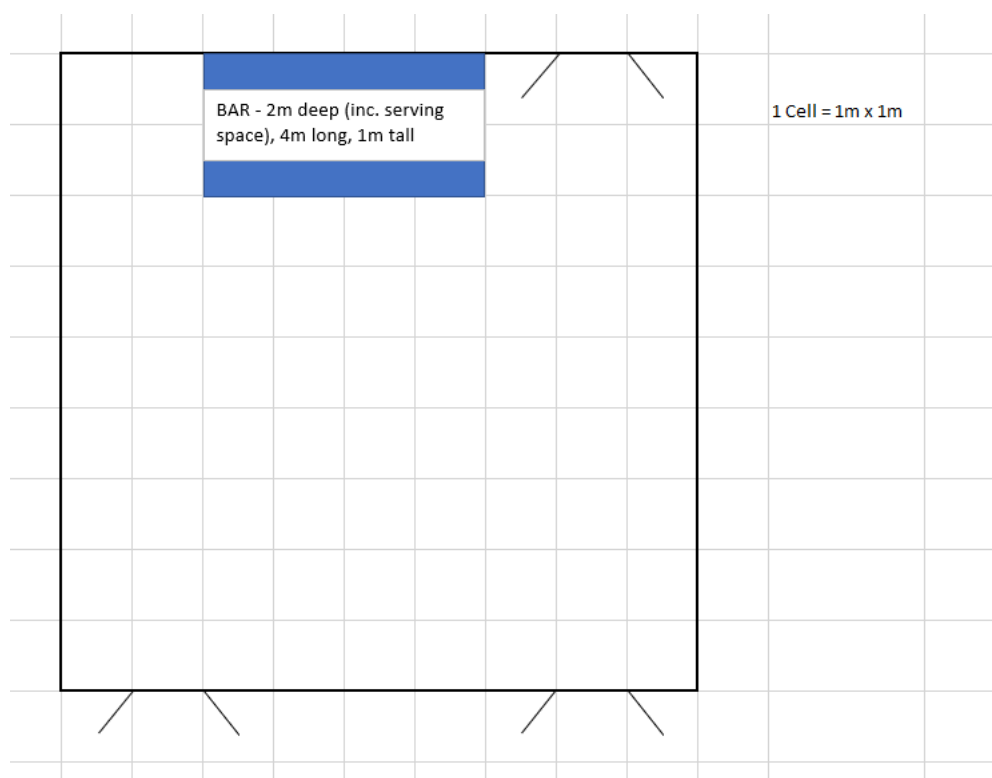 BAR - 2m deep (inc. serving
space), 4m long, 1m tall
1 Cell = 1m x 1m